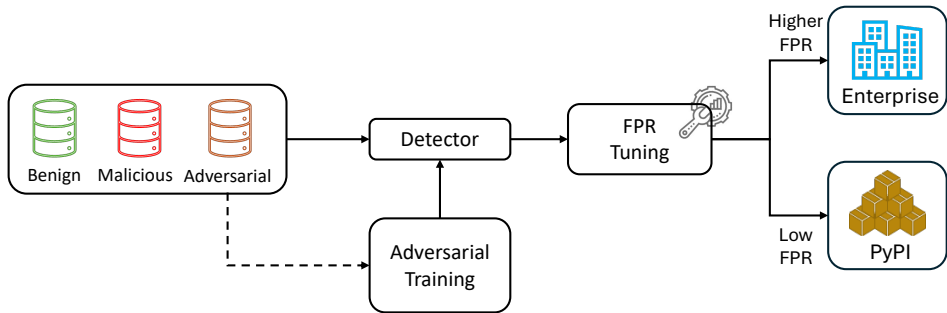 Benign
Malicious
Adversarial
Detector
Adversarial
Training
FPR
Tuning
Higher
FPR
Enterprise
Low
FPR
PyPI